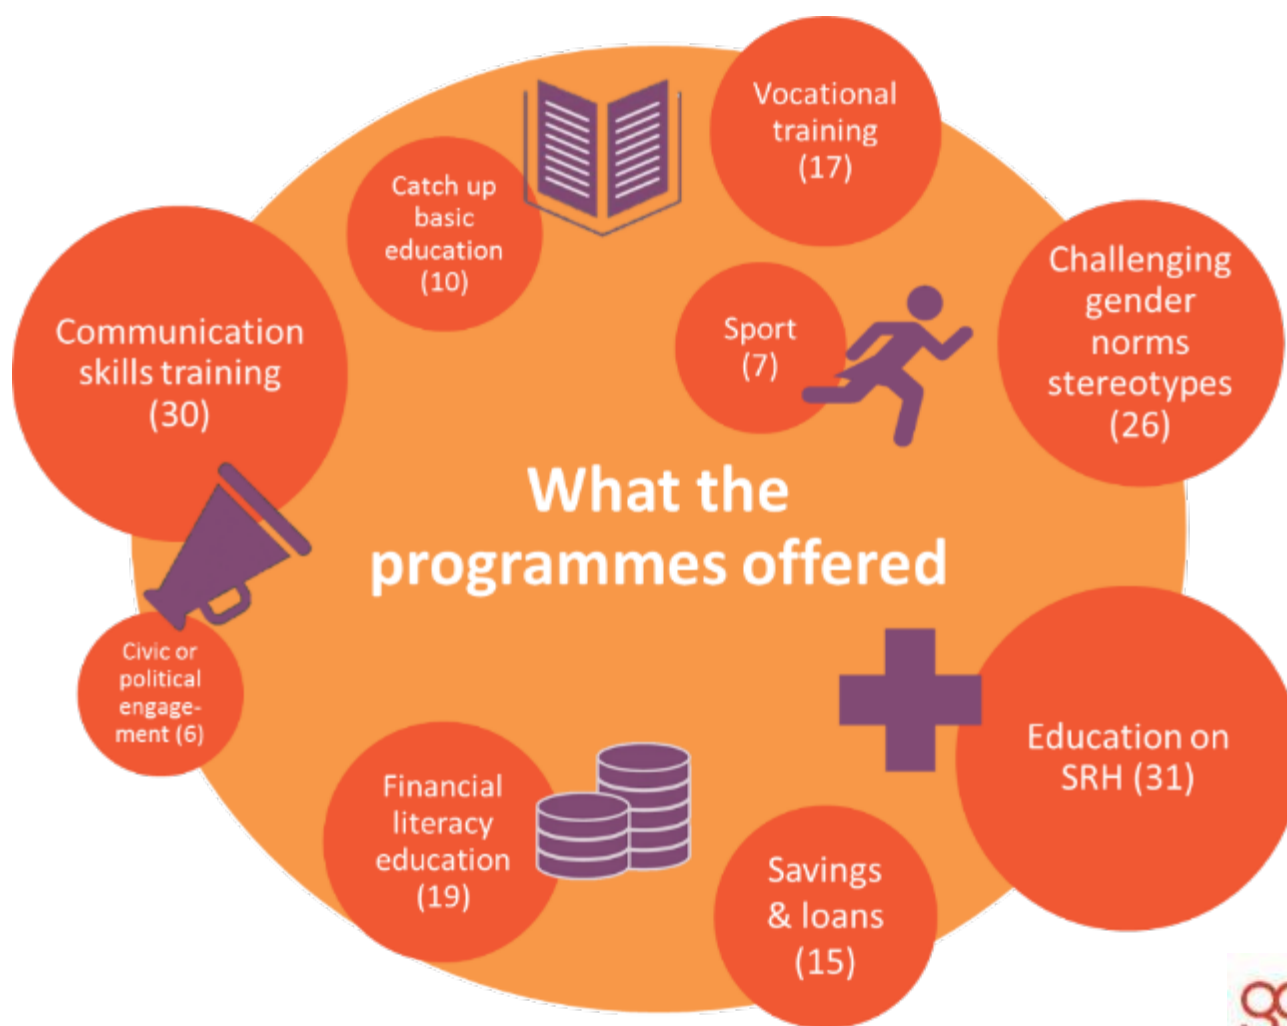 Vocational
training
(17)
Catch up
basic
education
(10)
Challenging
gender
norms
stereotypes
(26)
Sport
(7)
Communication
skills training
(30)
What the
programmes offered
Civic or
political
engage-
ment (6)
Education on
SRH (31)
Financial
literacy
education
(19)
Savings
& loans
(15)